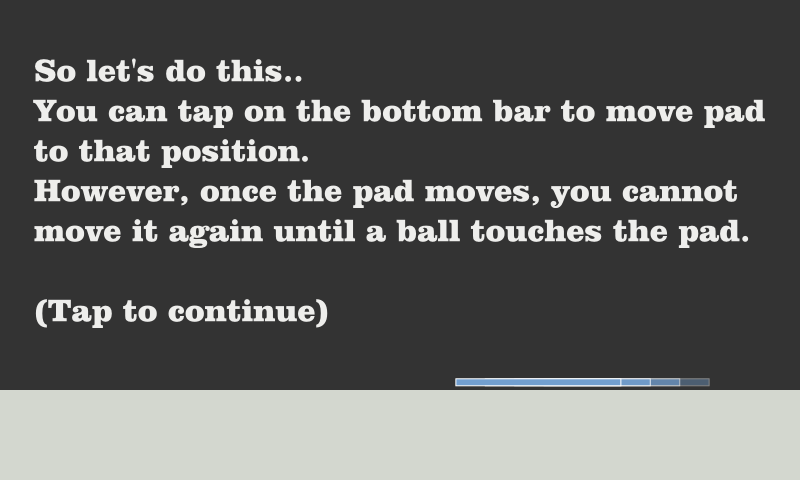 So let's do this..
You can tap on the bottom bar to move pad
to that position.
However, once the pad moves, you cannot
move it again until a ball touches the pad.
(Tap to continue)